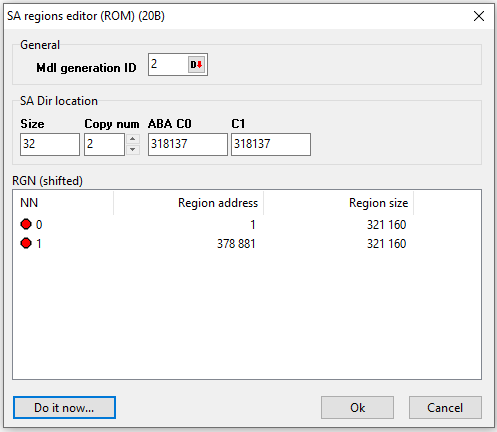 SA regions editor (ROM) (20B)
General
Mdl generation ID 2 D
SA Dir location
Size Copy num ABA C0 C1
32 2 318137 318137
RGN (shifted)
NN Region address Region size
0 1 321 160
1 378 881 321 160
Do it now... Ok Cancel